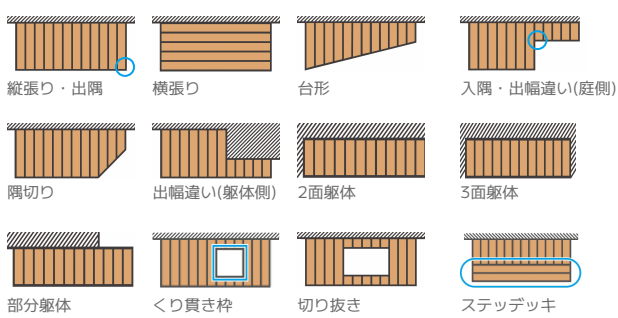 縦張り・出隅
横張り
台形
入隅・出幅違い(庭側)
隅切り
出幅違い(躯体側)
2面躯体
3面躯体
部分躯体
くり貫き枠
切り抜き
ステッデッキ